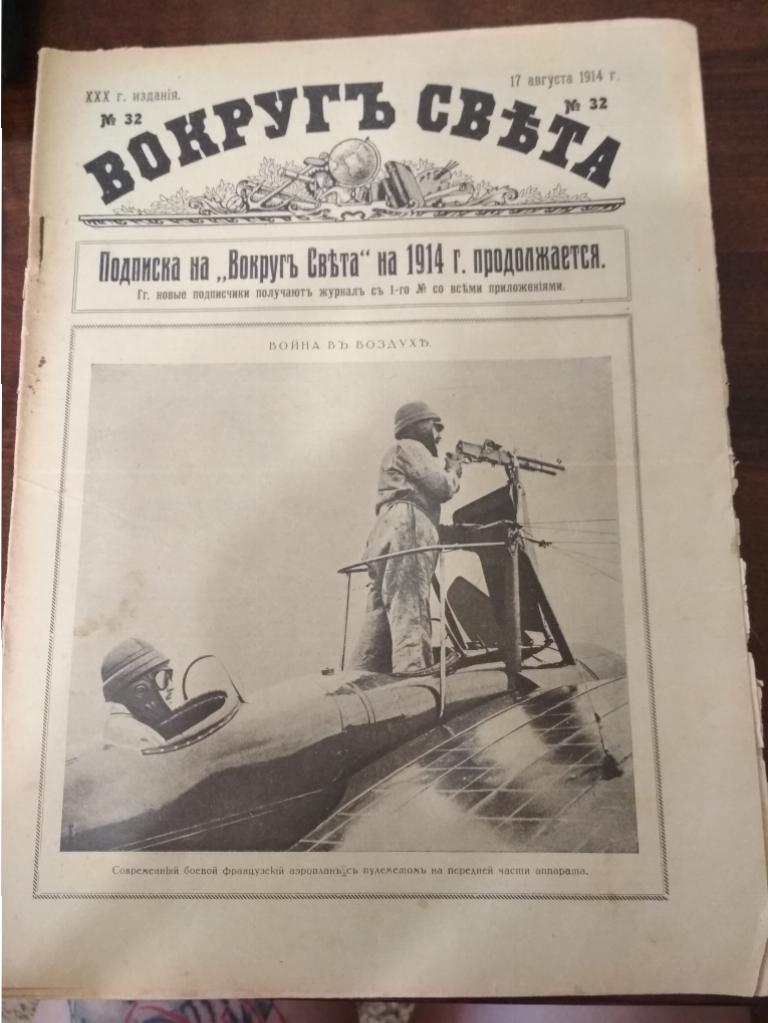 XXX г. изданія.
17 августа 1914 г.
№ 32
№ 32
ВОКРУГЪ СВѢТА
Подписка на „Вокругъ Свѣта“ на 1914 г. продолжается.
Гг. новые подписчики получаютъ журналъ съ 1-го № со всѣми приложеніями.
ВОЙНА ВЪ ВОЗДУХѢ.
Современный боевой французскій аэропланъ съ пулеметомъ на передней части аппарата.